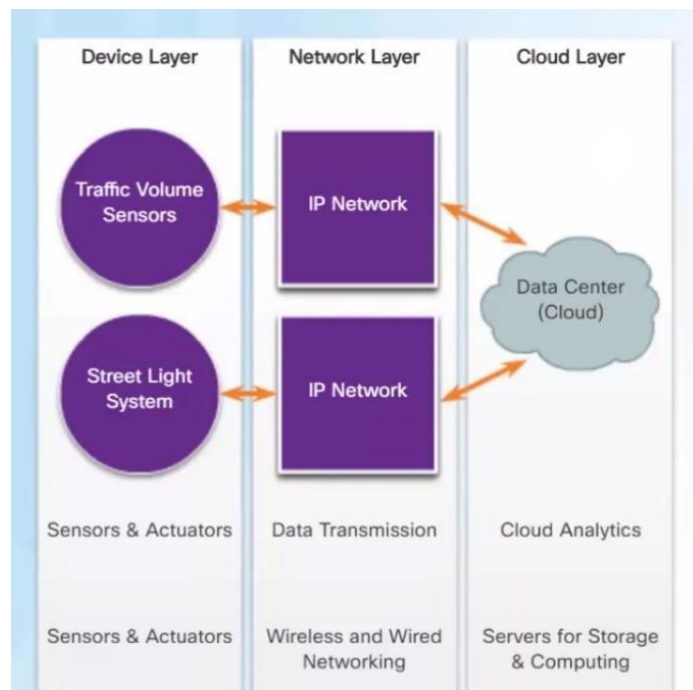 Device Layer
Network Layer
Cloud Layer
Traffic Volume
Sensors
IP Network
Data Center
(Cloud)
Street Light
System
IP Network
Sensors & Actuators
Data Transmission
Cloud Analytics
Sensors & Actuators
Wireless and Wired
Networking
Servers for Storage
& Computing